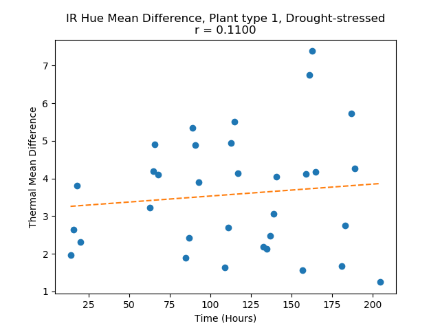 IR Hue Mean Difference, Plant type 1, Drought-stressed
r = 0.1100
Thermal Mean Difference
7
6
5
4
3
2
1
25 50 75 100 125 150 175 200
Time (Hours)